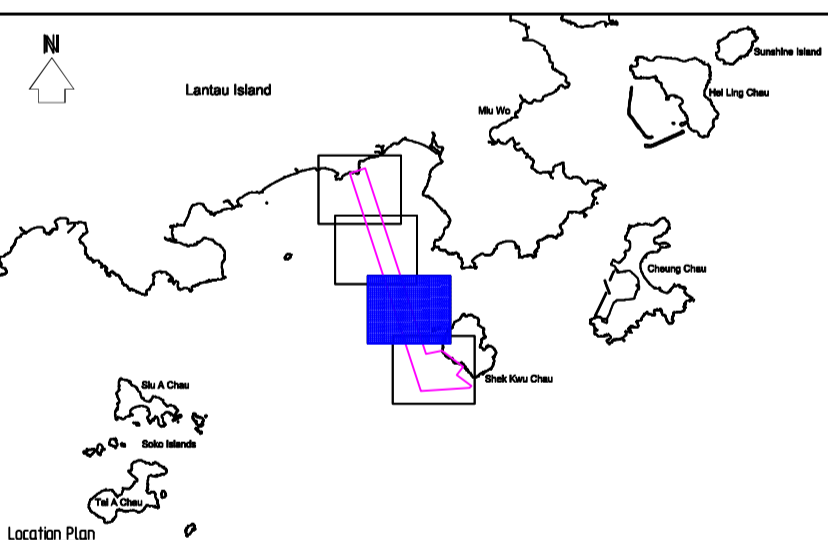 N
Sunshine Island
Lantau Island
Hei Ling Chau
Miu Wo
Cheung Chau
Shek Kwu Chau
Siu A Chau
Soko Islands
Tai A Chau
Location Plan